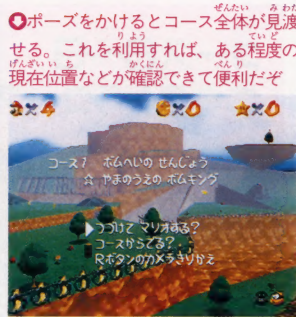 ポーズをかけるとコース全体が見渡
せる。これを利用すれば、ある程度の
現在位置などが確認できて便利だぞ
×4 ×0 ×0
コース1 ボムへいの せんじょう
☆ やまのうえの ボムキング
つづけて マリオする?
コースからでる?
Rボタンのカメラきりかえ